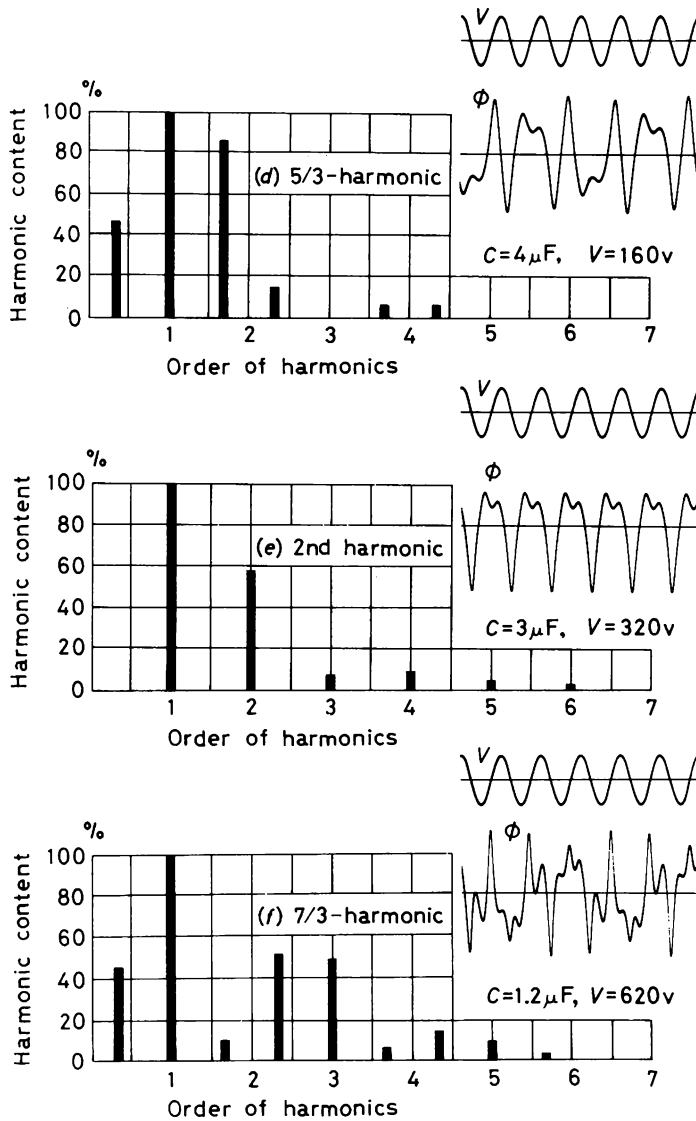 V
%
ϕ
100
80
60
40
20
0
Harmonic content
(d) 5/3-harmonic
C=4μF, V=160v
1 2 3 4 5 6 7
Order of harmonics
V
%
ϕ
100
80
60
40
20
0
Harmonic content
(e) 2nd harmonic
C=3μF, V=320v
1 2 3 4 5 6 7
Order of harmonics
V
%
ϕ
100
80
60
40
20
0
Harmonic content
(f) 7/3-harmonic
C=1.2μF, V=620v
1 2 3 4 5 6 7
Order of harmonics